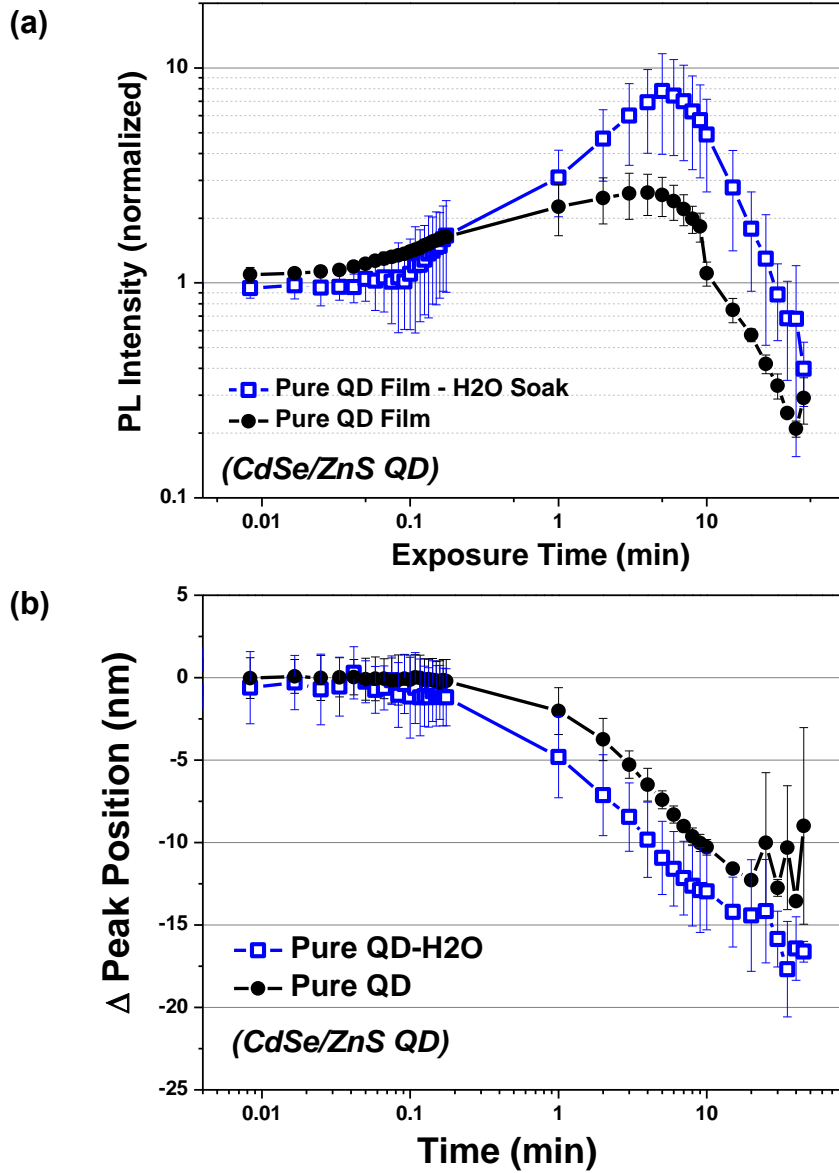 (a)
PL Intensity (normalized)
10
1
0.1
Pure QD Film - H2O Soak
Pure QD Film
(CdSe/ZnS QD)
0.01
0.1
1
10
Exposure Time (min)
(b)
Δ Peak Position (nm)
5
0
-5
-10
-15
-20
-25
Pure QD-H2O
Pure QD
(CdSe/ZnS QD)
0.01
0.1
1
10
Time (min)